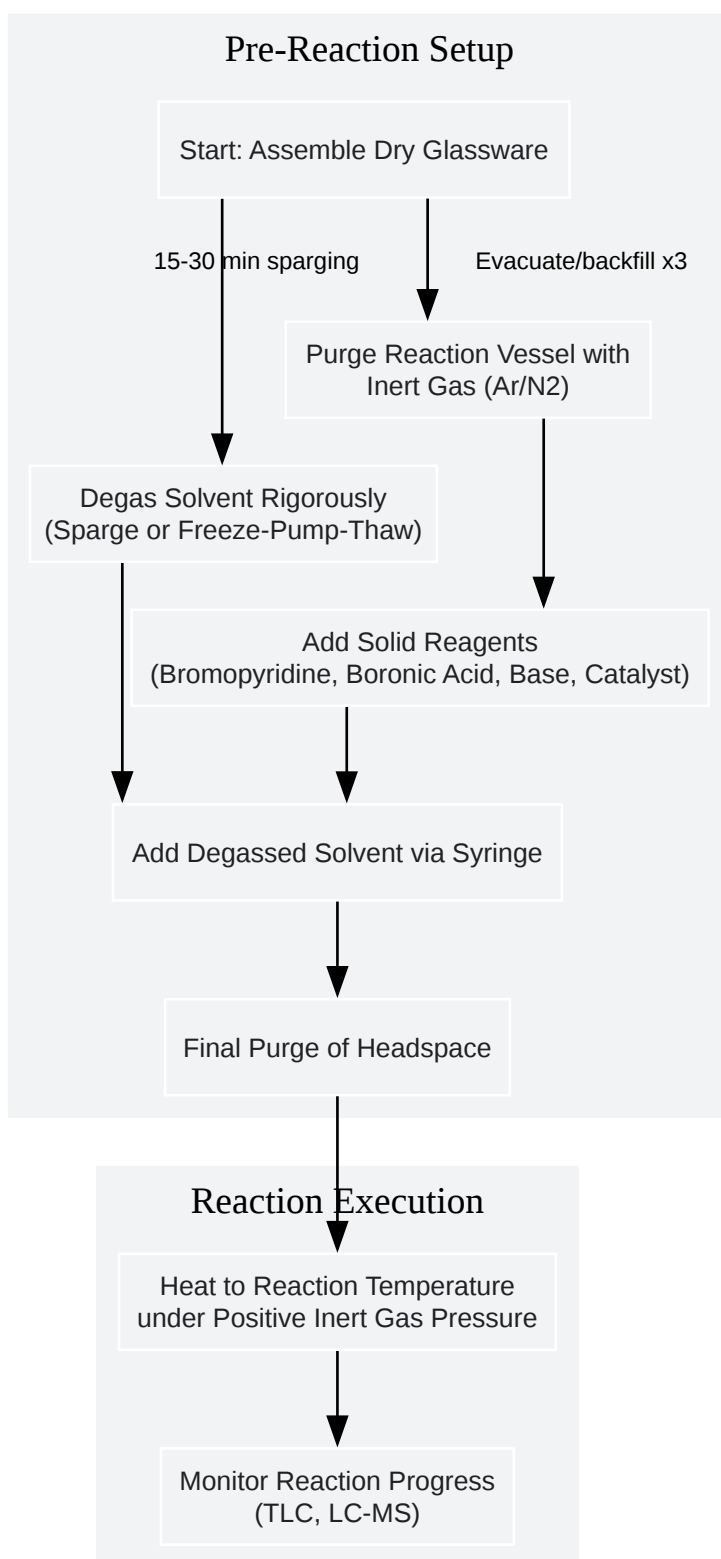 Pre-Reaction Setup
Start: Assemble Dry Glassware
15-30 min sparging
Evacuate/backfill x3
Purge Reaction Vessel with
Inert Gas (Ar/N2)
Degas Solvent Rigorously
(Sparge or Freeze-Pump-Thaw)
Add Solid Reagents
(Bromopyridine, Boronic Acid, Base, Catalyst)
Add Degassed Solvent via Syringe
Final Purge of Headspace
Reaction Execution
Heat to Reaction Temperature
under Positive Inert Gas Pressure
Monitor Reaction Progress
(TLC, LC-MS)